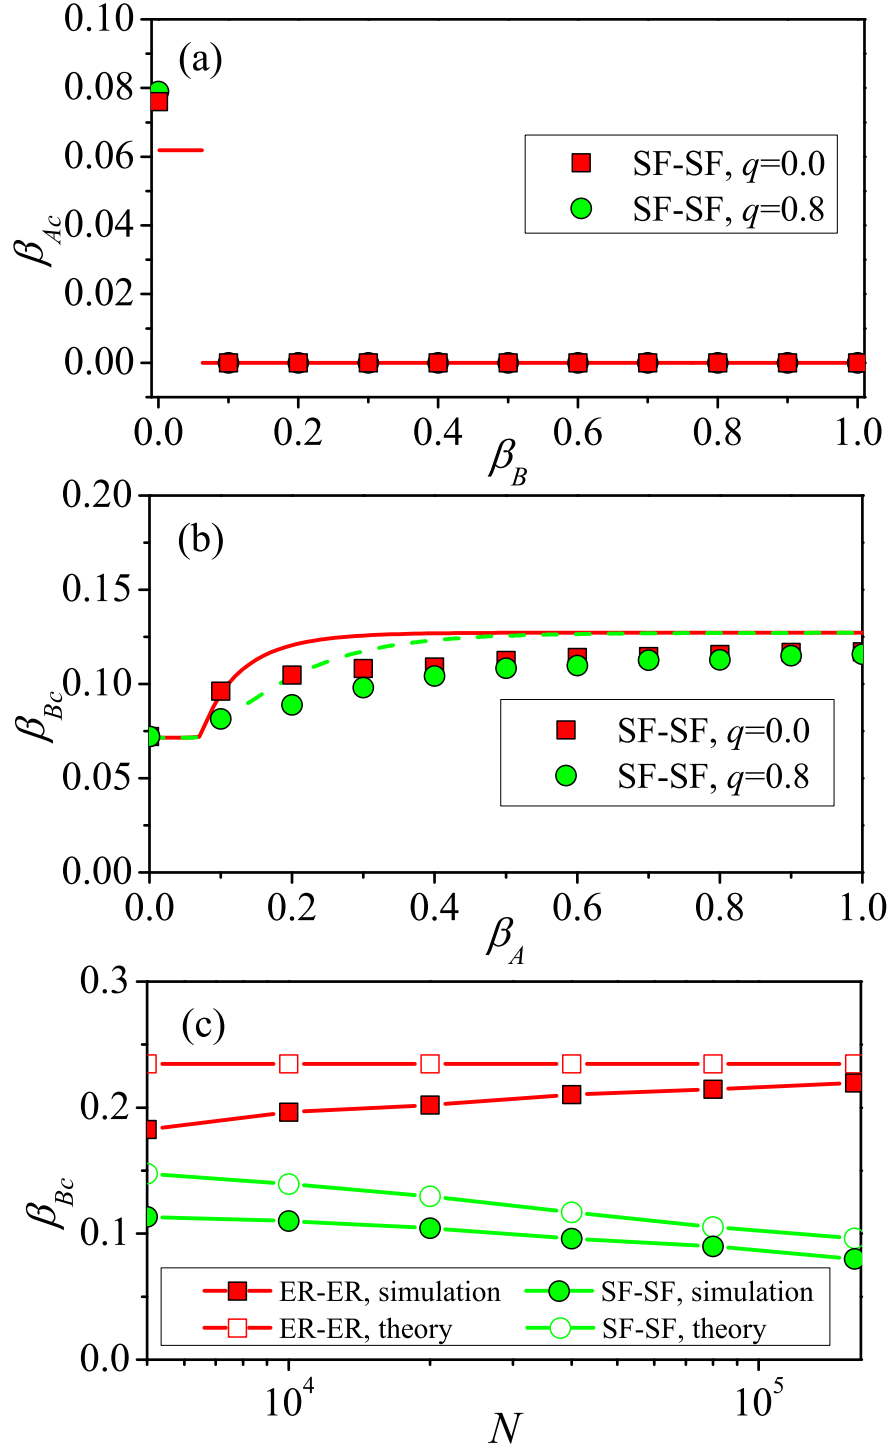 (a)
0.10
0.08
0.06
0.04
0.02
0.00
β_Ac
SF-SF, q=0.0
SF-SF, q=0.8
0.0 0.2 0.4 0.6 0.8 1.0
β_B
(b)
0.20
0.15
0.10
0.05
0.00
β_Bc
SF-SF, q=0.0
SF-SF, q=0.8
0.0 0.2 0.4 0.6 0.8 1.0
β_A
(c)
0.3
0.2
0.1
0.0
β_Bc
ER-ER, simulation SF-SF, simulation
ER-ER, theory SF-SF, theory
10⁴ 10⁵
N